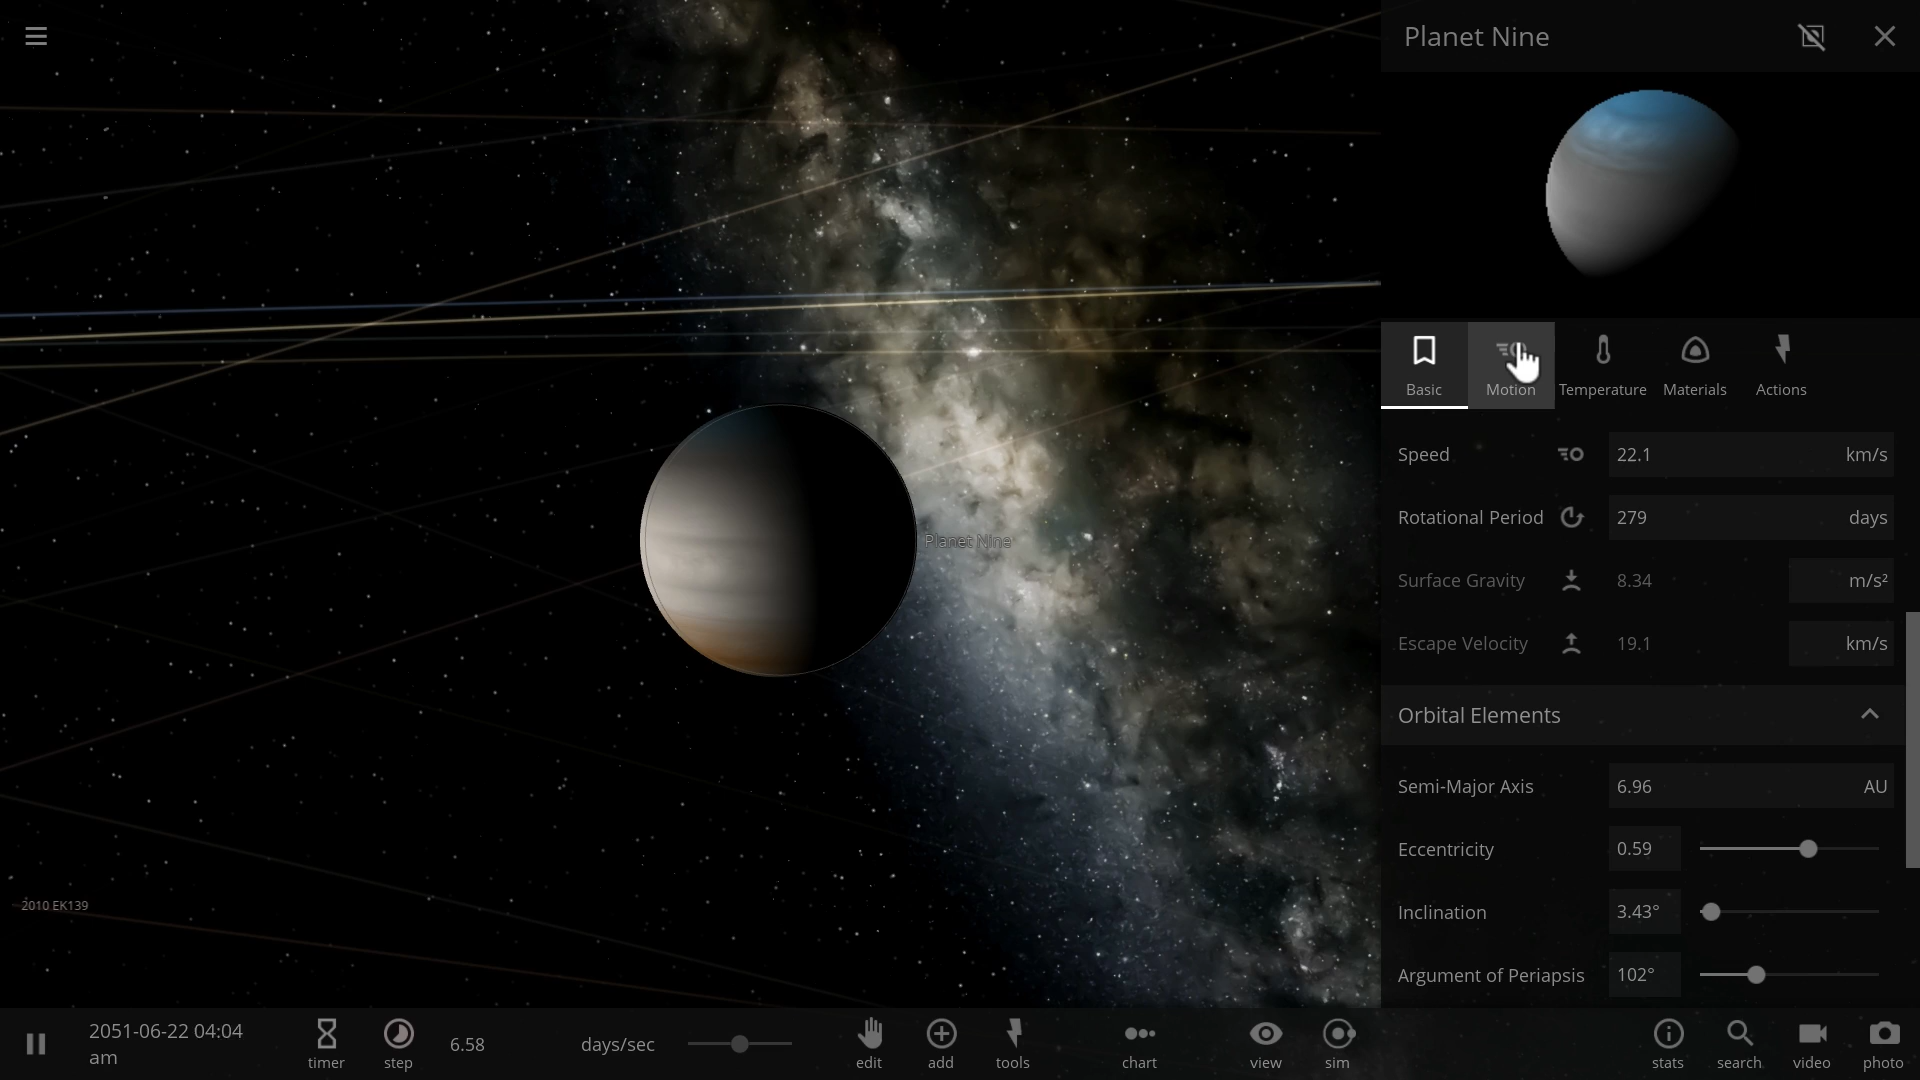 Planet Nine
Basic
Motion
Temperature
Materials
Actions
Speed 22.1 km/s
Rotational Period 279 days
Surface Gravity 8.34 m/s²
Escape Velocity 19.1 km/s
Orbital Elements
Semi-Major Axis 6.96 AU
Eccentricity 0.59
Inclination 3.43°
Argument of Periapsis 102°
Planet Nine
2010 EK139
2051-06-22 04:04
am
timer
step
6.58 days/sec
edit
add
tools
chart
view
sim
stats
search
video
photo